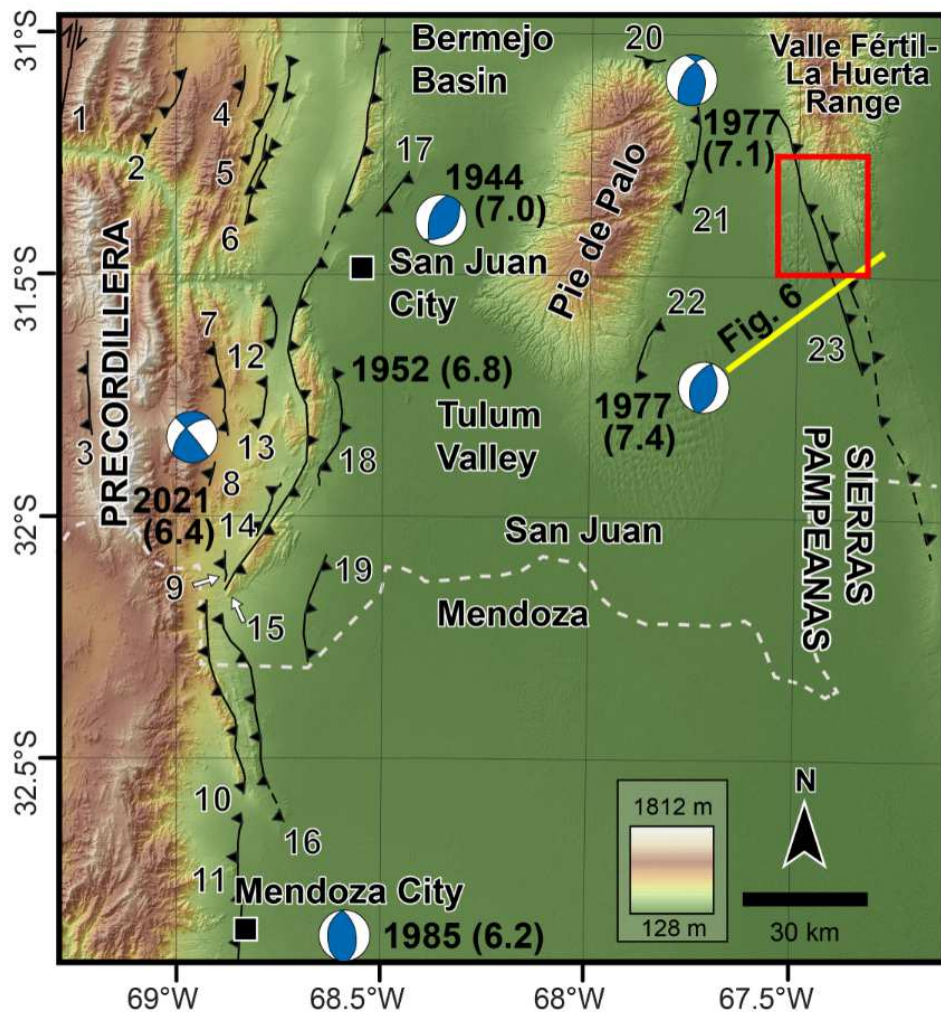 31°S
31.5°S
32°S
32.5°S
69°W
68.5°W
68°W
67.5°W
Bermejo
Basin
Valle Fértil-
La Huerta
Range
1
2
3
4
5
6
7
8
9
10
11
12
13
14
15
16
17
18
19
20
21
22
23
1977
(7.1)
1944
(7.0)
San Juan
City
Pie de Palo
PRECORDILLERA
Fig. 6
1952 (6.8)
1977
(7.4)
Tulum
Valley
2021
(6.4)
SIERRAS
PAMPEANAS
San Juan
Mendoza
Mendoza City
1985 (6.2)
1812 m
128 m
N
30 km